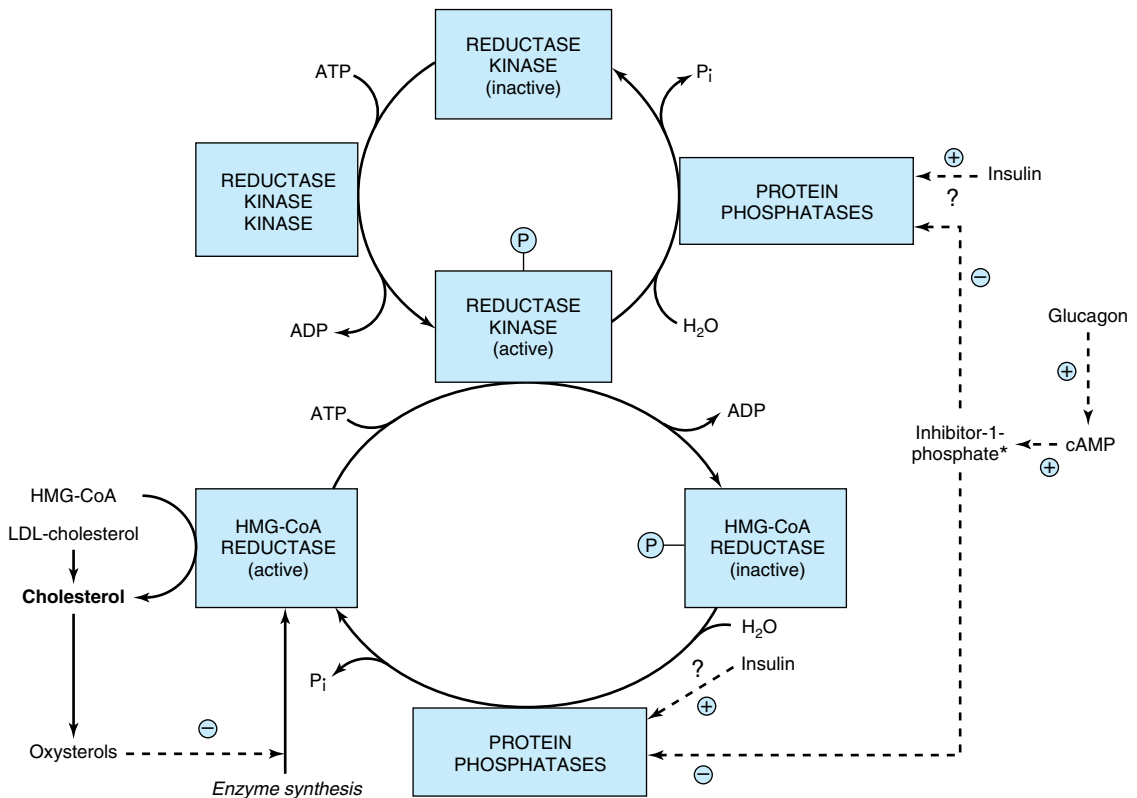 REDUCTASE
KINASE
(inactive)
ATP
Pi
REDUCTASE
KINASE
KINASE
PROTEIN
PHOSPHATASES
+
Insulin
?
P
−
REDUCTASE
KINASE
(active)
ADP
H2O
Glucagon
+
ATP
ADP
Inhibitor-1-
phosphate*
cAMP
+
HMG-CoA
LDL-cholesterol
Cholesterol
HMG-CoA
REDUCTASE
(active)
P
HMG-CoA
REDUCTASE
(inactive)
H2O
Pi
?
Insulin
+
Oxysterols
−
PROTEIN
PHOSPHATASES
−
Enzyme synthesis